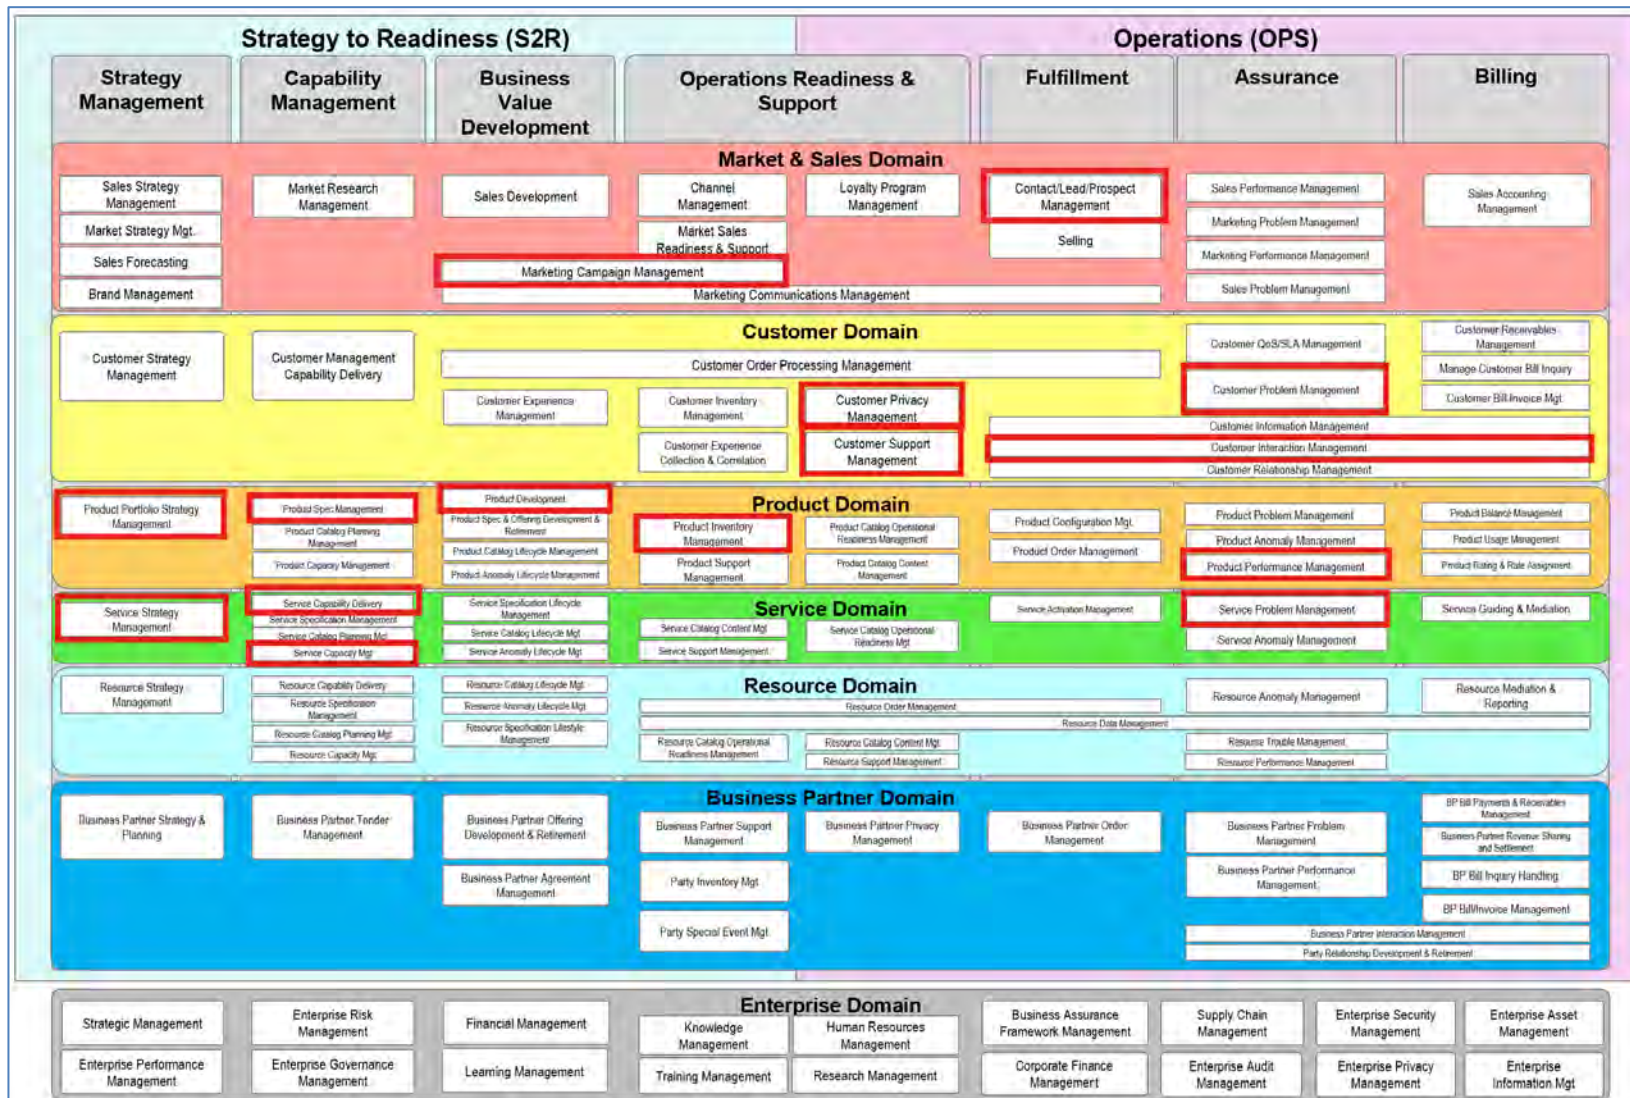 Strategy to Readiness (S2R)
Operations (OPS)
Strategy
Management
Capability
Management
Business
Value
Development
Operations Readiness &
Support
Fulfillment
Assurance
Billing
Market & Sales Domain
Sales Strategy
Management
Market Strategy Mgt.
Sales Forecasting
Brand Management
Market Research
Management
Sales Development
Channel
Management
Market Sales
Readiness & Support
Loyalty Program
Management
Marketing Campaign Management
Marketing Communications Management
Contact/Lead/Prospect
Management
Selling
Sales Performance Management
Marketing Problem Management
Marketing Performance Management
Sales Problem Management
Sales Accounting
Management
Customer Domain
Customer Strategy
Management
Customer Management
Capability Delivery
Customer Order Processing Management
Customer Experience
Management
Customer Inventory
Management
Customer Experience
Collection & Correlation
Customer Privacy
Management
Customer Support
Management
Customer QoS/SLA Management
Customer Problem Management
Customer Receivables
Management
Manage Customer Bill Inquiry
Customer Bill-Invoice Mgt.
Customer Information Management
Customer Interaction Management
Customer Relationship Management
Product Domain
Product Portfolio Strategy
Management
Product Spec Management
Product Catalog Planning
Management
Product Capacity Management
Product Development
Product Spec & Offering Development &
Retirement
Product Catalog Lifecycle Management
Product Anomaly Lifecycle Management
Product Inventory
Management
Product Support
Management
Product Catalog Operational
Readiness Management
Product Catalog Content
Management
Product Configuration Mgt.
Product Order Management
Product Problem Management
Product Anomaly Management
Product Performance Management
Product Balance Management
Product Usage Management
Product Rating & Rate Assignment
Service Domain
Service Strategy
Management
Service Capability Delivery
Service Specification Management
Service Catalog Planning Mgt
Service Capacity Mgt
Service Specification Lifecycle
Management
Service Catalog Lifecycle Mgt
Service Anomaly Lifecycle Mgt
Service Catalog Content Mgt
Service Support Management
Service Catalog Operational
Readiness Mgt
Service Activation Management
Service Problem Management
Service Anomaly Management
Service Guiding & Mediation
Resource Domain
Resource Strategy
Management
Resource Capability Delivery
Resource Specification
Management
Resource Catalog Planning Mgt
Resource Capacity Mgt
Resource Catalog Lifecycle Mgt
Resource Anomaly Lifecycle Mgt
Resource Specification Lifestyle
Management
Resource Order Management
Resource Data Management
Resource Catalog Operational
Readiness Management
Resource Catalog Content Mgt
Resource Support Management
Resource Anomaly Management
Resource Trouble Management
Resource Performance Management
Resource Mediation &
Reporting
Business Partner Domain
Business Partner Strategy &
Planning
Business Partner Tender
Management
Business Partner Offering
Development & Retirement
Business Partner Agreement
Management
Business Partner Support
Management
Party Inventory Mgt
Party Special Event Mgt.
Business Partner Privacy
Management
Business Partner Order
Management
Business Partner Problem
Management
Business Partner Performance
Management
BP Bill Payments & Receivables
Management
Business Partner Revenue Sharing
and Settlement
BP Bill Inquiry Handling
BP Bill/Invoice Management
Business Partner Interaction Management
Party Relationship Development & Retirement
Enterprise Domain
Strategic Management
Enterprise Risk
Management
Financial Management
Knowledge
Management
Human Resources
Management
Business Assurance
Framework Management
Supply Chain
Management
Enterprise Security
Management
Enterprise Asset
Management
Enterprise Performance
Management
Enterprise Governance
Management
Learning Management
Training Management
Research Management
Corporate Finance
Management
Enterprise Audit
Management
Enterprise Privacy
Management
Enterprise
Information Mgt